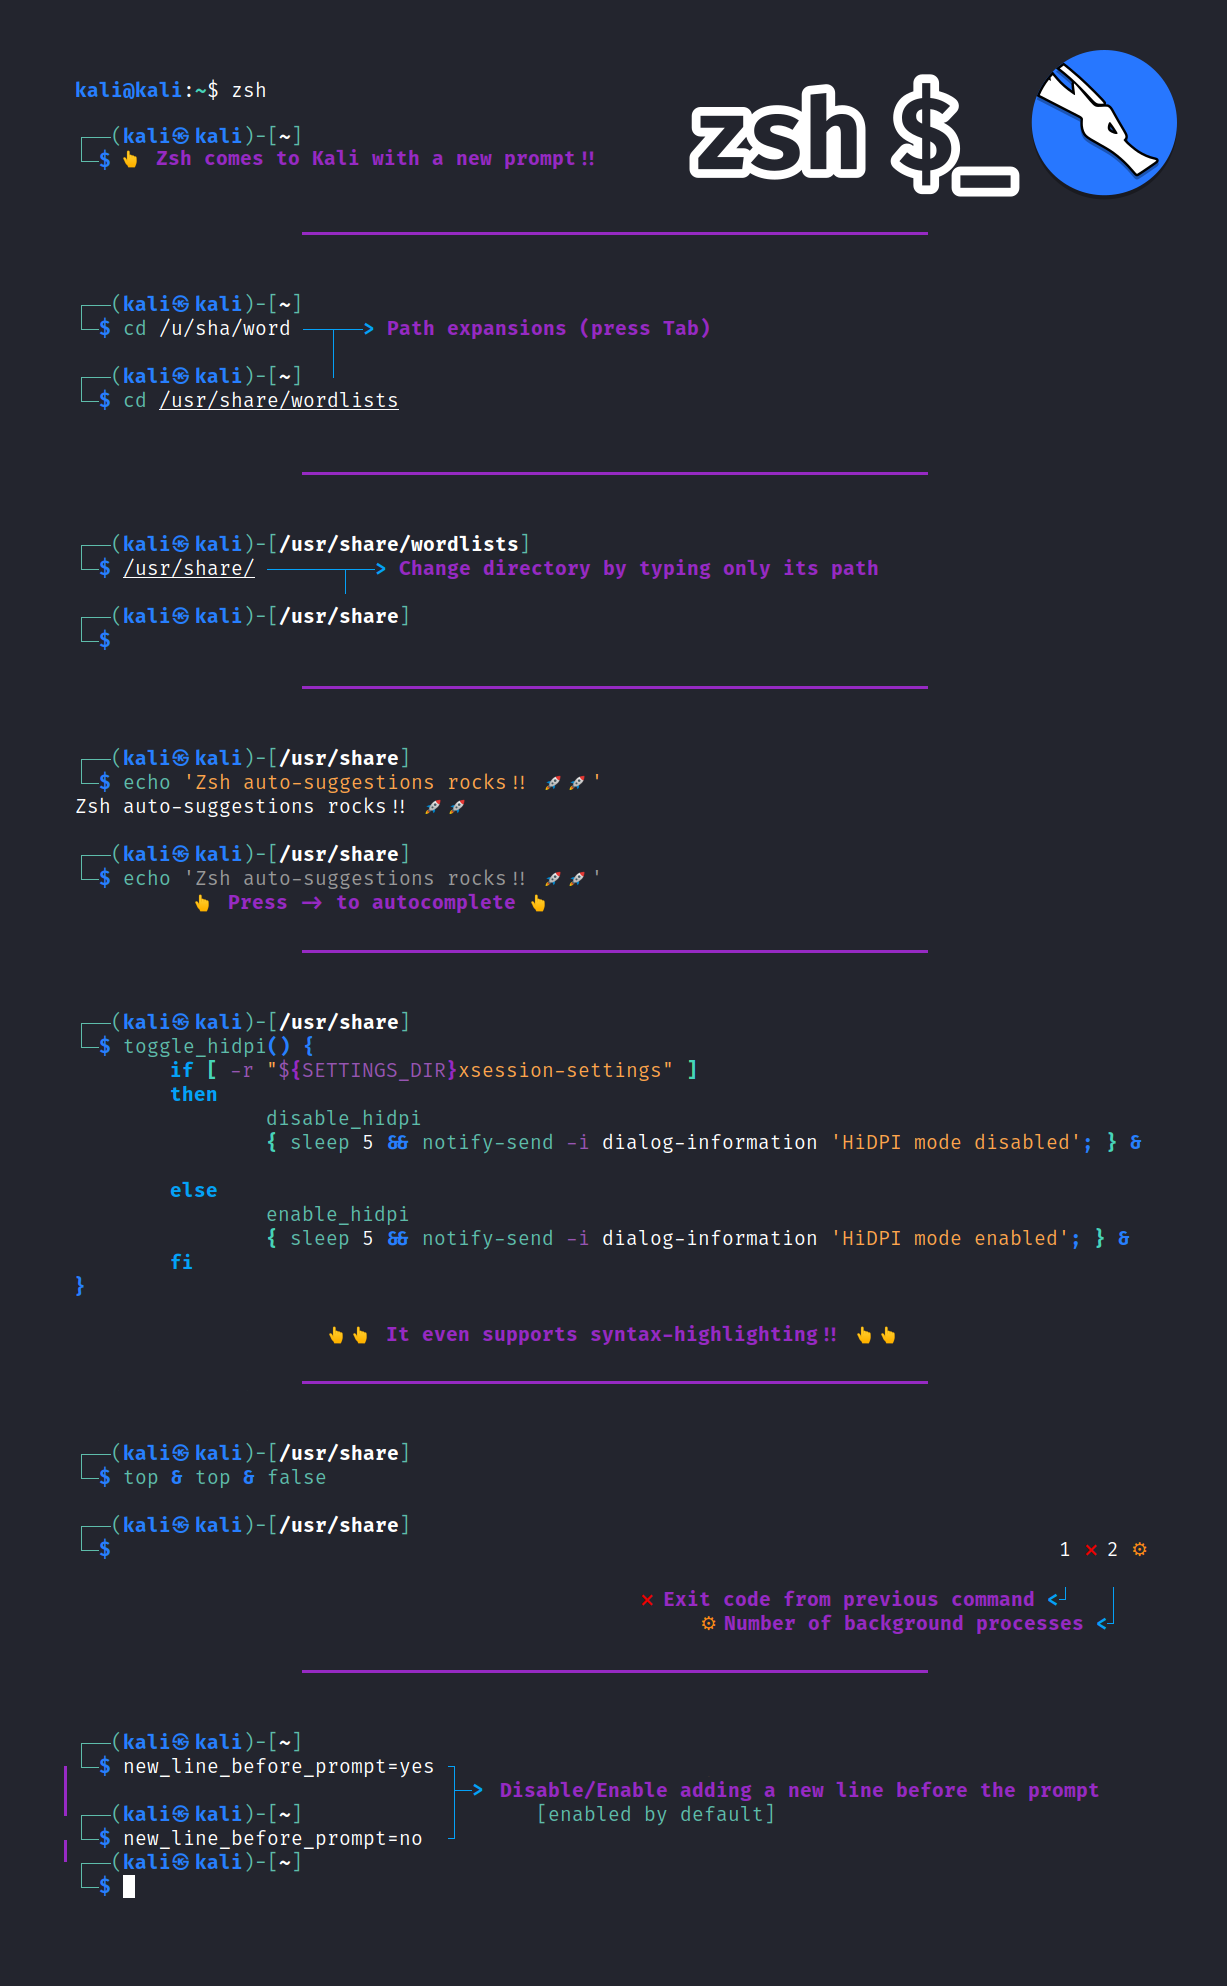 kali@kali:~$ zsh
zsh $_
┌──(kali㉿kali)-[~]
└─$ 👆 Zsh comes to Kali with a new prompt!!
┌──(kali㉿kali)-[~]
└─$ cd /u/sha/word ──┬──> Path expansions (press Tab)
┌──(kali㉿kali)-[~]
└─$ cd /usr/share/wordlists
┌──(kali㉿kali)-[/usr/share/wordlists]
└─$ /usr/share/ ──────┬──> Change directory by typing only its path
┌──(kali㉿kali)-[/usr/share]
└─$
┌──(kali㉿kali)-[/usr/share]
└─$ echo 'Zsh auto-suggestions rocks!! 🚀🚀'
Zsh auto-suggestions rocks!! 🚀🚀
┌──(kali㉿kali)-[/usr/share]
└─$ echo 'Zsh auto-suggestions rocks!! 🚀🚀'
👆 Press → to autocomplete 👆
┌──(kali㉿kali)-[/usr/share]
└─$ toggle_hidpi() {
if [ -r "${SETTINGS_DIR}xsession-settings" ]
then
disable_hidpi
{ sleep 5 && notify-send -i dialog-information 'HiDPI mode disabled'; } &
else
enable_hidpi
{ sleep 5 && notify-send -i dialog-information 'HiDPI mode enabled'; } &
fi
}
👆👆 It even supports syntax-highlighting!! 👆👆
┌──(kali㉿kali)-[/usr/share]
└─$ top & top & false
┌──(kali㉿kali)-[/usr/share]
└─$ 1 ⨯ 2 ⚙
⨯ Exit code from previous command <┘
⚙ Number of background processes <┘
┌──(kali㉿kali)-[~]
└─$ new_line_before_prompt=yes
Disable/Enable adding a new line before the prompt
┌──(kali㉿kali)-[~] [enabled by default]
└─$ new_line_before_prompt=no
┌──(kali㉿kali)-[~]
└─$